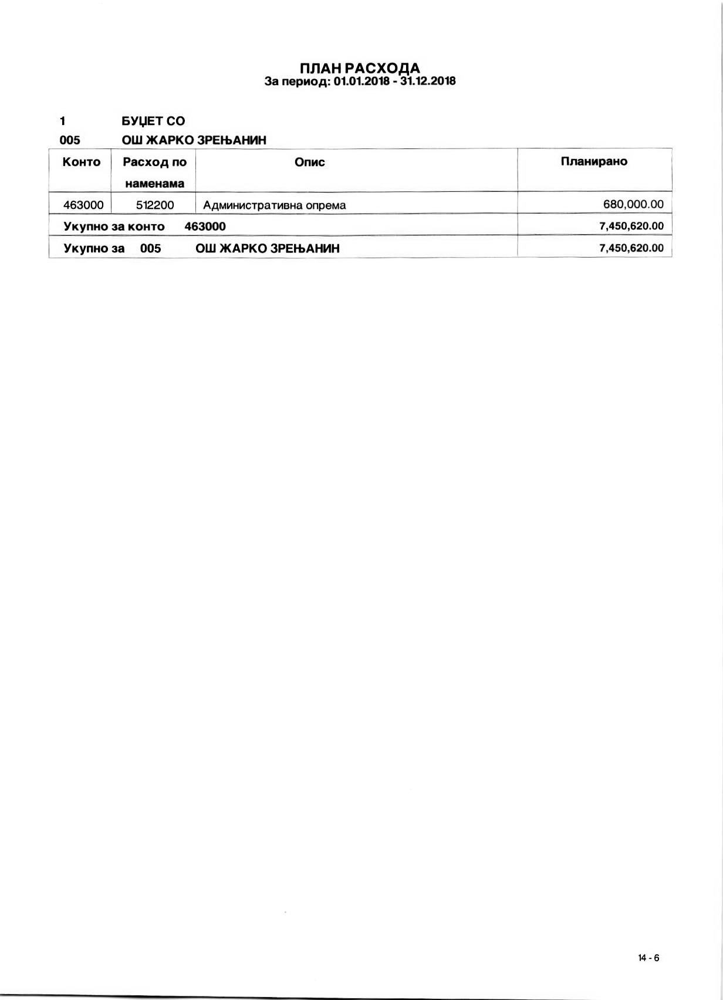 ПЛАН РАСХОДА
За период: 01.01.2018 - 31.12.2018
1 БУЏЕТ СО
005 ОШ ЖАРКО ЗРЕЊАНИН
Конто Расход по наменама Опис Планирано
463000 512200 Административна опрема 680,000.00
Укупно за конто 463000 7,450,620.00
Укупно за 005 ОШ ЖАРКО ЗРЕЊАНИН 7,450,620.00
14 - 6